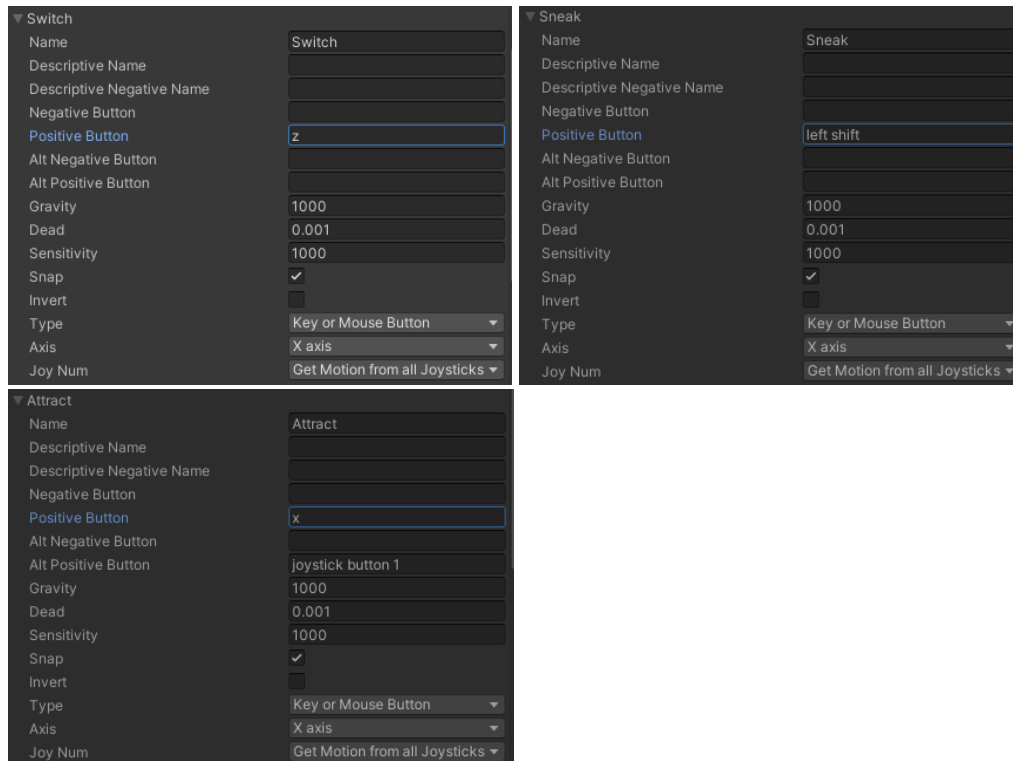 Switch
Name Switch
Descriptive Name
Descriptive Negative Name
Negative Button
Positive Button z
Alt Negative Button
Alt Positive Button
Gravity 1000
Dead 0.001
Sensitivity 1000
Snap
Invert
Type Key or Mouse Button
Axis X axis
Joy Num Get Motion from all Joysticks
Sneak
Name Sneak
Descriptive Name
Descriptive Negative Name
Negative Button
Positive Button left shift
Alt Negative Button
Alt Positive Button
Gravity 1000
Dead 0.001
Sensitivity 1000
Snap
Invert
Type Key or Mouse Button
Axis X axis
Joy Num Get Motion from all Joysticks
Attract
Name Attract
Descriptive Name
Descriptive Negative Name
Negative Button
Positive Button x
Alt Negative Button
Alt Positive Button joystick button 1
Gravity 1000
Dead 0.001
Sensitivity 1000
Snap
Invert
Type Key or Mouse Button
Axis X axis
Joy Num Get Motion from all Joysticks